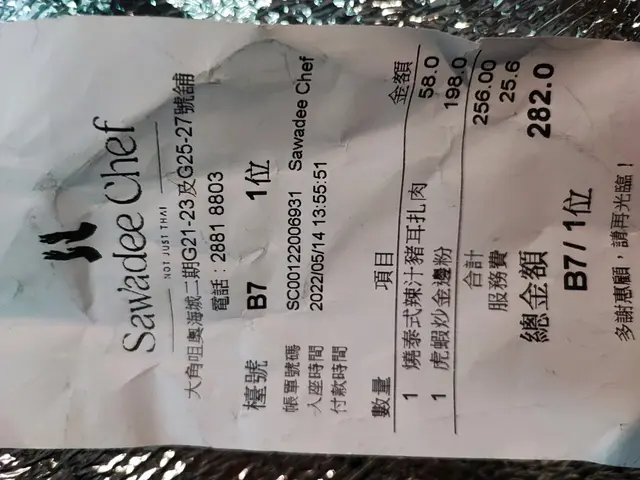 Sawadee Chef
NOT JUST THAI
大角咀奧海城二期G21-23及G25-27號舖
電話：2881 8803
檯號 B7 1位
帳單號碼 SC00122008931 Sawadee Chef
入座時間 2022/05/14 13:55:51
付款時間
數量 項目 金額
1 燒泰式辣汁豬耳扎肉 58.0
1 虎蝦炒金邊粉 198.0
合計 256.00
服務費 25.6
總金額 282.0
B7/ 1位
多謝惠顧，請再光臨！